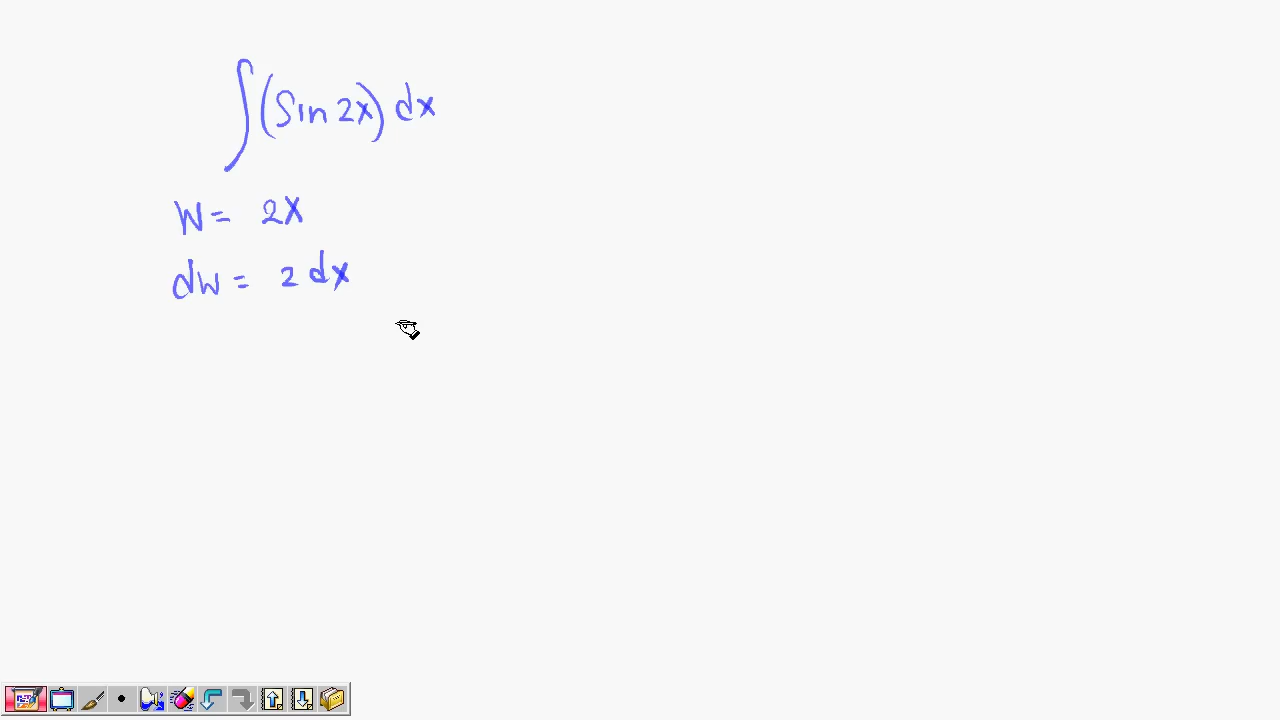 ∫(Sin 2x) dx
W = 2X
dW = 2 dx